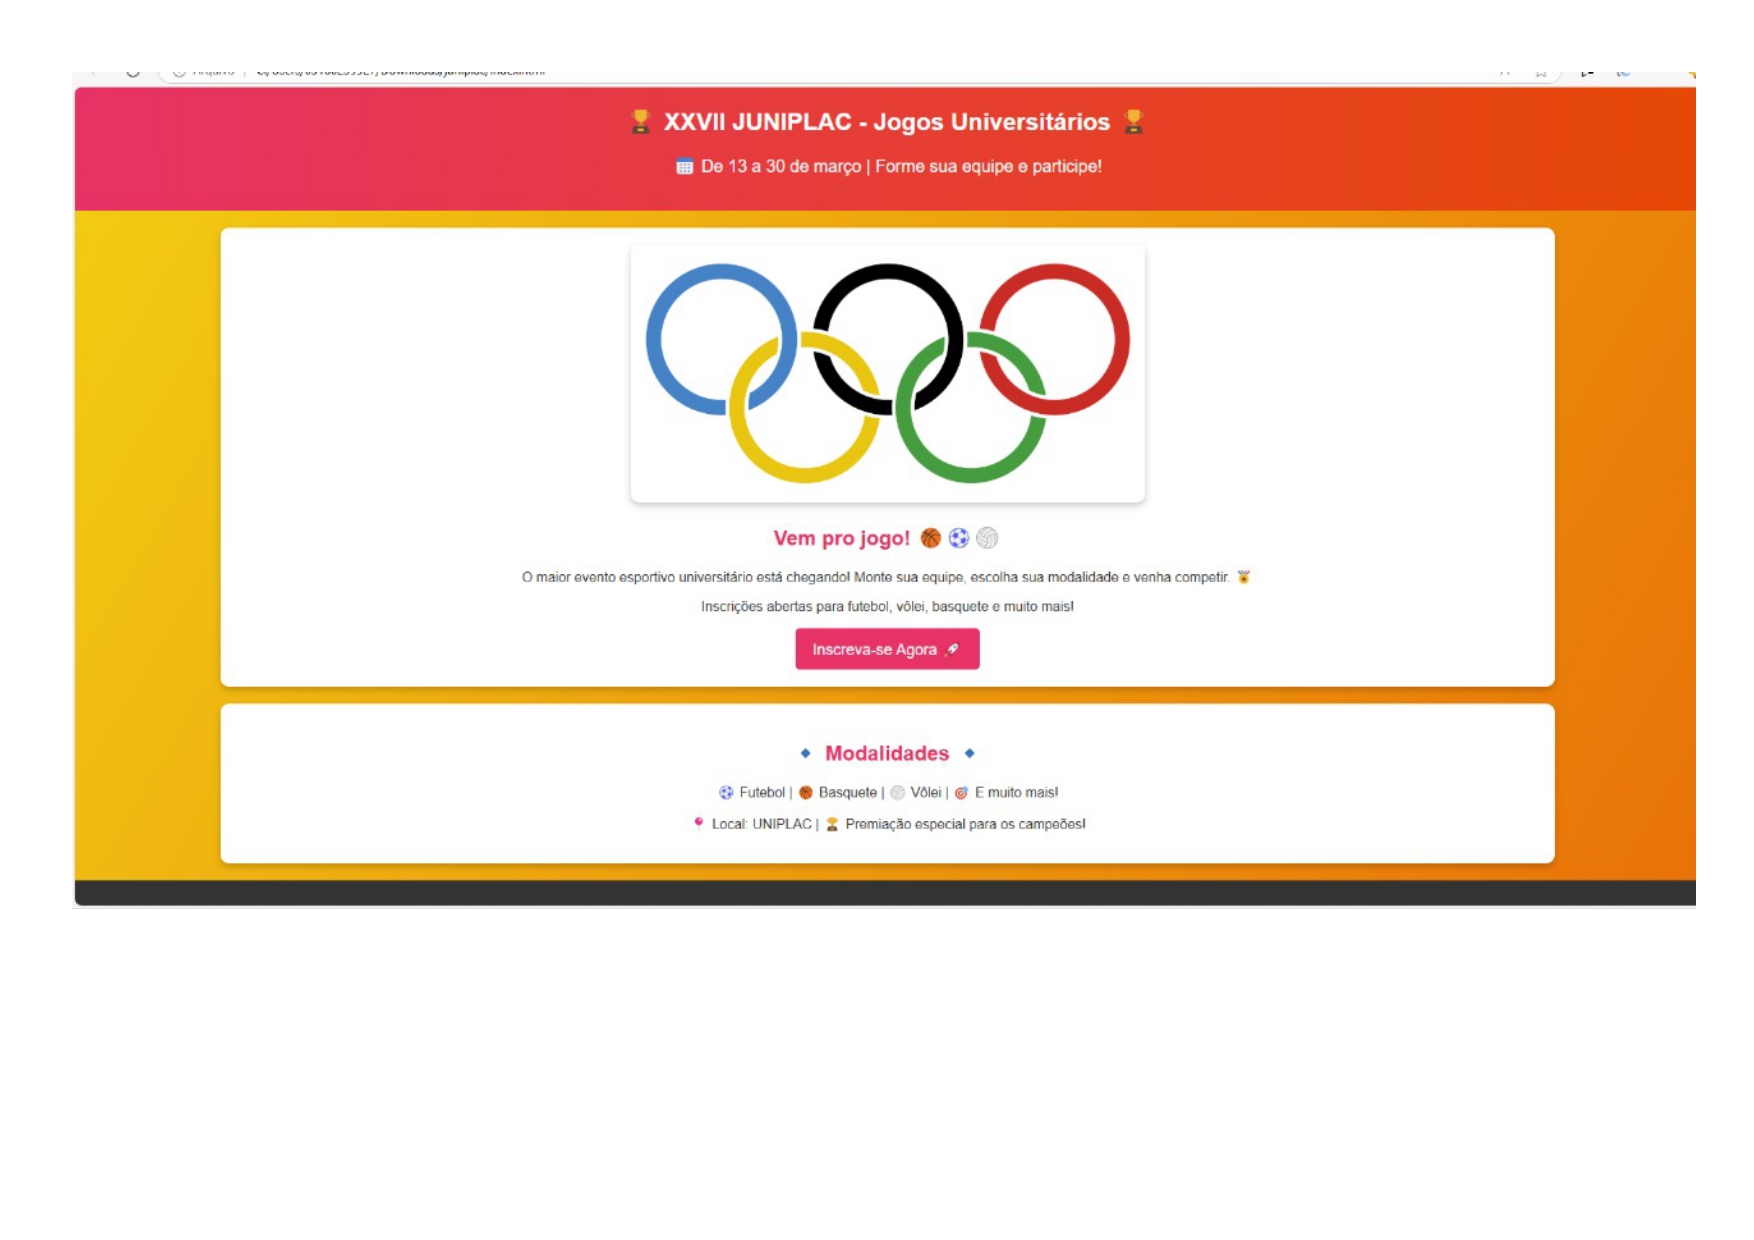 🏆 XXVII JUNIPLAC - Jogos Universitários 🏆
📅 De 13 a 30 de março | Forme sua equipe e participe!
Vem pro jogo! 🏀 ⚽ 🏐
O maior evento esportivo universitário está chegando! Monte sua equipe, escolha sua modalidade e venha competir. 🏅
Inscrições abertas para futebol, vôlei, basquete e muito mais!
Inscreva-se Agora 🚀
🔹 Modalidades 🔹
⚽ Futebol | 🏀 Basquete | 🏐 Vôlei | 🎯 E muito mais!
📍 Local: UNIPLAC | 🏆 Premiação especial para os campeões!